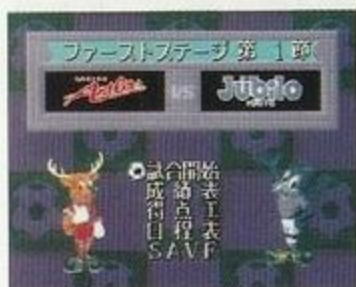 ファーストステージ 第 1 節
Antlers VS Jubilo
試合開始
成績表
得点王
日程表
SAVE